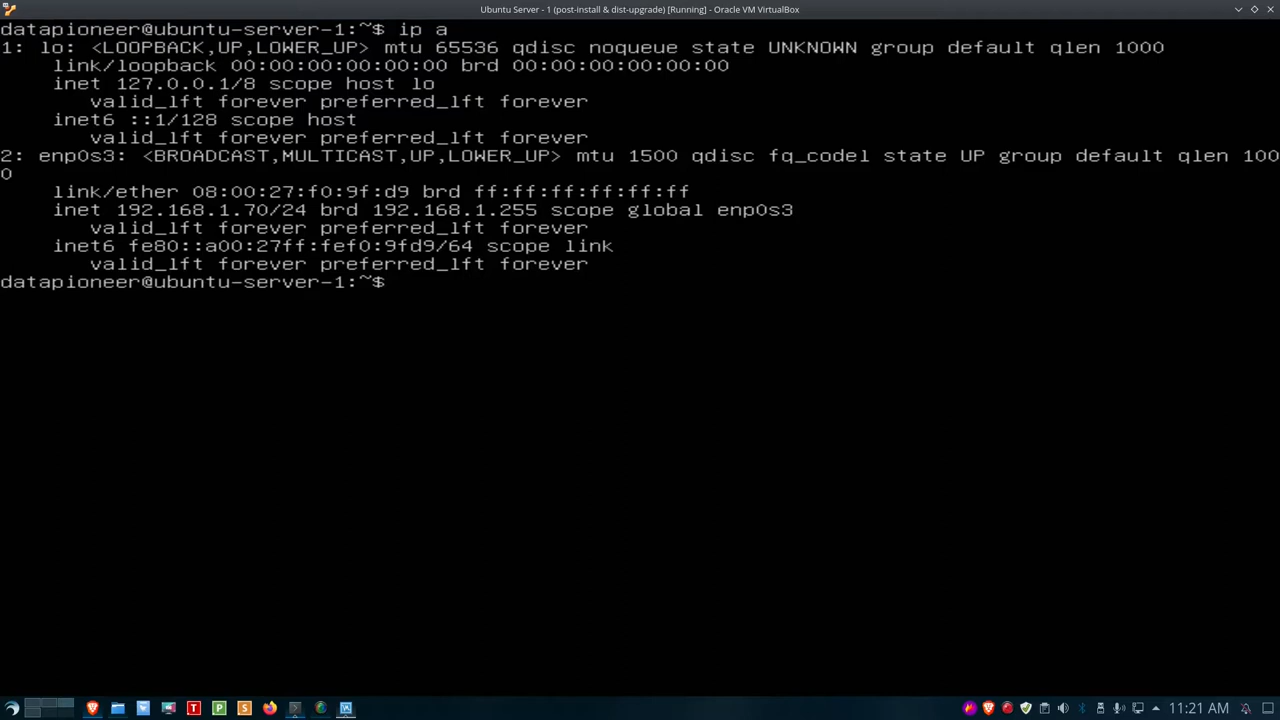 Ubuntu Server - 1 (post-install & dist-upgrade) [Running] - Oracle VM VirtualBox
datapioneer@ubuntu-server-1:~$ ip a
1: lo: <LOOPBACK,UP,LOWER_UP> mtu 65536 qdisc noqueue state UNKNOWN group default qlen 1000
link/loopback 00:00:00:00:00:00 brd 00:00:00:00:00:00
inet 127.0.0.1/8 scope host lo
valid_lft forever preferred_lft forever
inet6 ::1/128 scope host
valid_lft forever preferred_lft forever
2: enp0s3: <BROADCAST,MULTICAST,UP,LOWER_UP> mtu 1500 qdisc fq_codel state UP group default qlen 100
0
link/ether 08:00:27:f0:9f:d9 brd ff:ff:ff:ff:ff:ff
inet 192.168.1.70/24 brd 192.168.1.255 scope global enp0s3
valid_lft forever preferred_lft forever
inet6 fe80::a00:27ff:fef0:9fd9/64 scope link
valid_lft forever preferred_lft forever
datapioneer@ubuntu-server-1:~$
T P S 11:21 AM